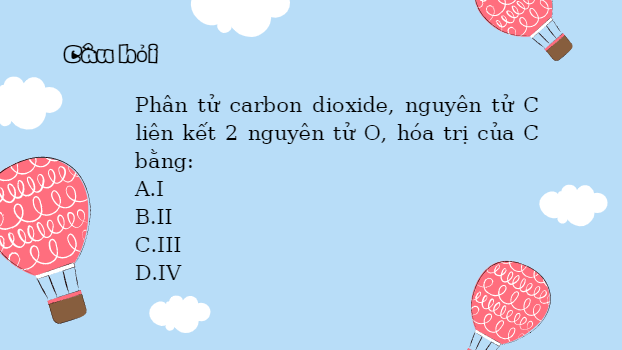 Câu hỏi
Phân tử carbon dioxide, nguyên tử C
liên kết 2 nguyên tử O, hóa trị của C
bằng:
A.I
B.II
C.III
D.IV